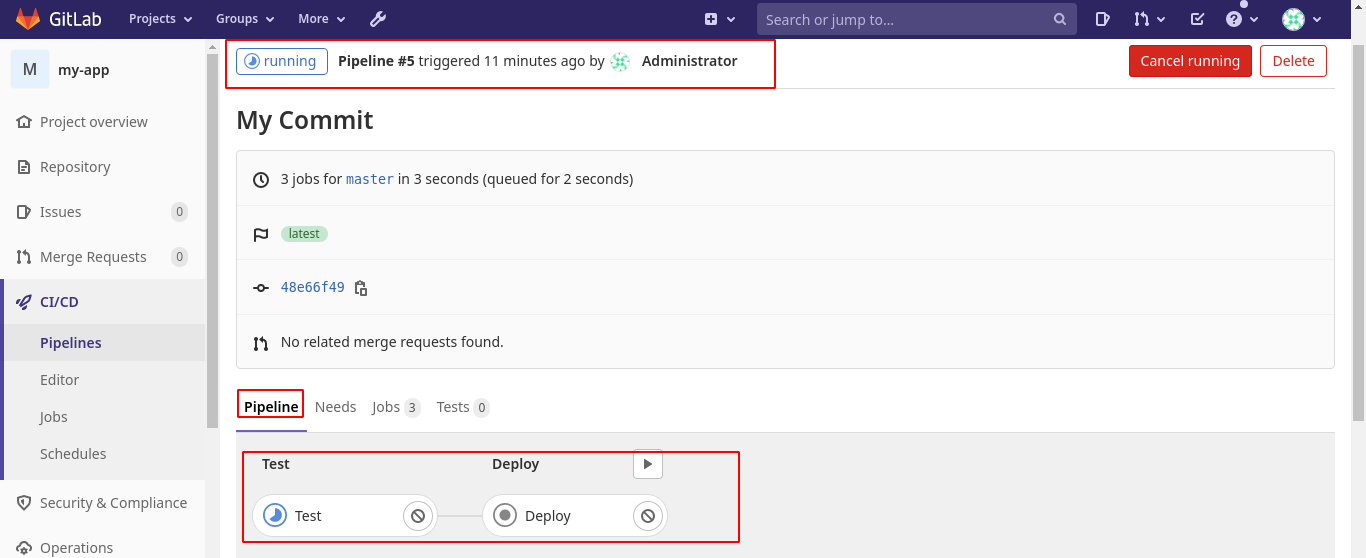 GitLab Projects Groups More Search or jump to...
M my-app
Project overview
Repository
Issues 0
Merge Requests 0
CI/CD
Pipelines
Editor
Jobs
Schedules
Security & Compliance
Operations
running Pipeline #5 triggered 11 minutes ago by Administrator Cancel running Delete
My Commit
3 jobs for master in 3 seconds (queued for 2 seconds)
latest
48e66f49
No related merge requests found.
Pipeline Needs Jobs 3 Tests 0
Test Deploy
Test Deploy